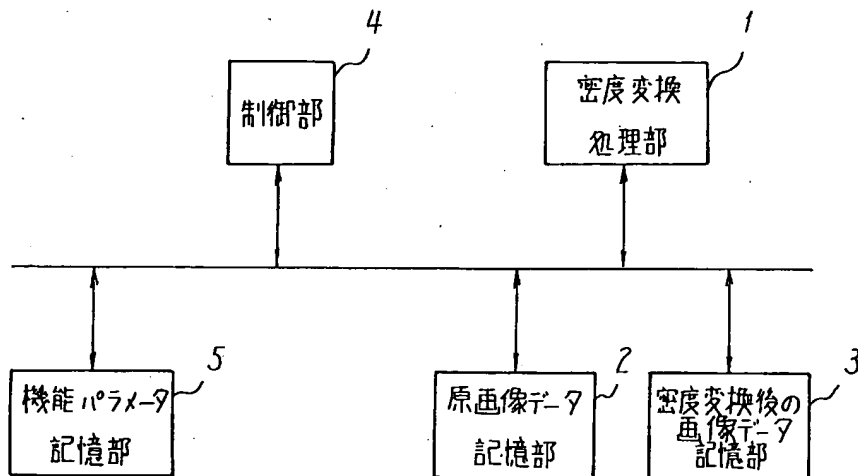 4
制御部
1
密度変換
処理部
5
機能パラメータ
記憶部
2
原画像データ
記憶部
3
密度変換後の
画像データ
記憶部